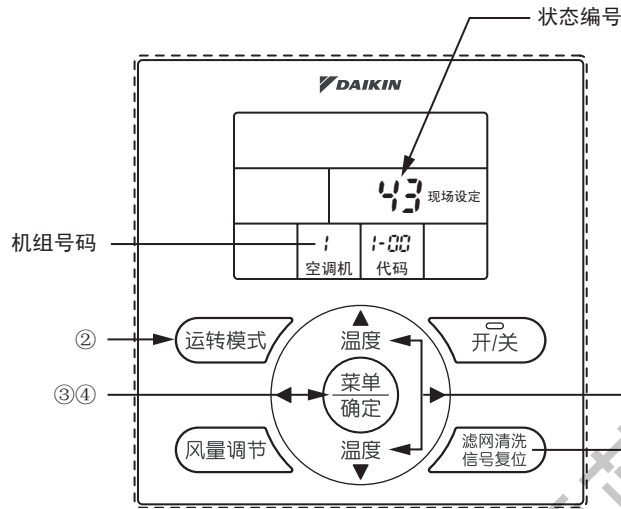 状态编号
DAIKIN
43 现场设定
机组号码
1 1-00
空调机 代码
② 运转模式 温度 开/关
③④ 菜单
确定
风量调节 温度 滤网清洗
信号复位